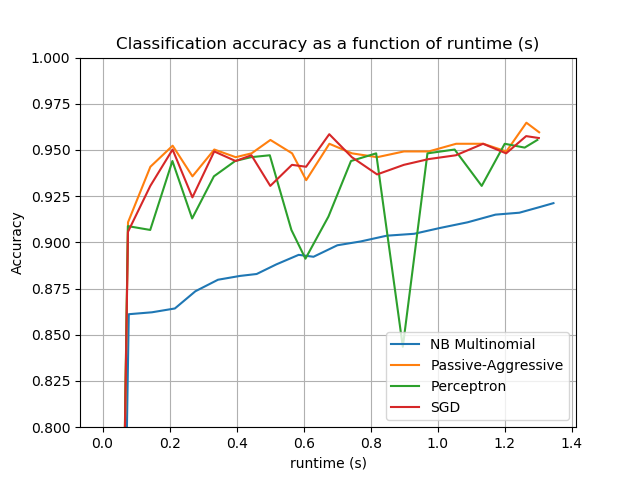 Classification accuracy as a function of runtime (s)
1.000
0.975
0.950
0.925
0.900
0.875
0.850
0.825
0.800
Accuracy
NB Multinomial
Passive-Aggressive
Perceptron
SGD
0.0 0.2 0.4 0.6 0.8 1.0 1.2 1.4
runtime (s)